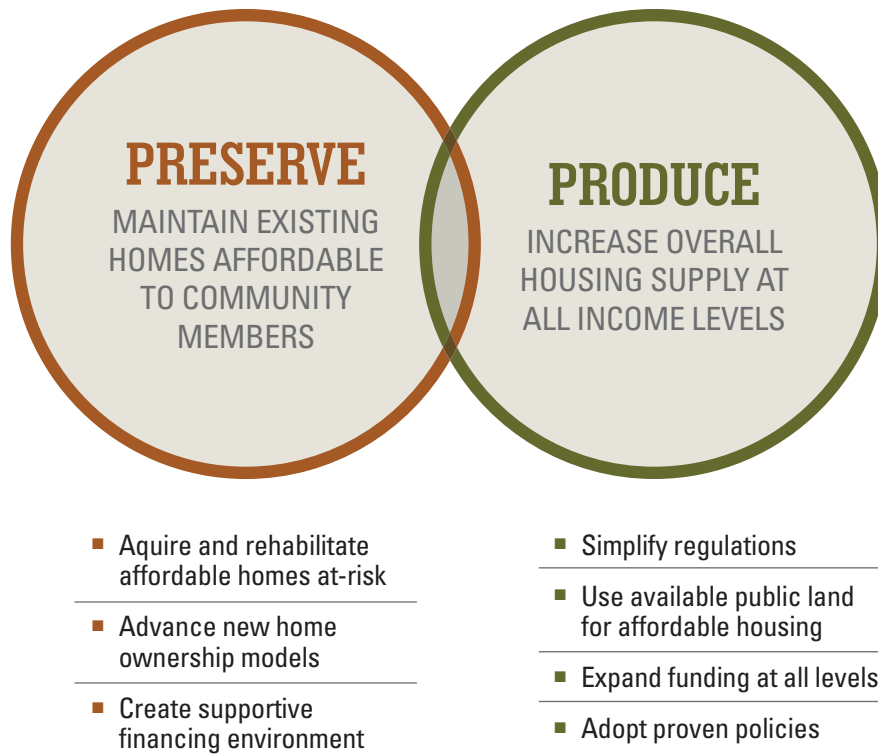 PRESERVE
MAINTAIN EXISTING
HOMES AFFORDABLE
TO COMMUNITY
MEMBERS
PRODUCE
INCREASE OVERALL
HOUSING SUPPLY AT
ALL INCOME LEVELS
▪ Aquire and rehabilitate
affordable homes at-risk
▪ Advance new home
ownership models
▪ Create supportive
financing environment
▪ Simplify regulations
▪ Use available public land
for affordable housing
▪ Expand funding at all levels
▪ Adopt proven policies